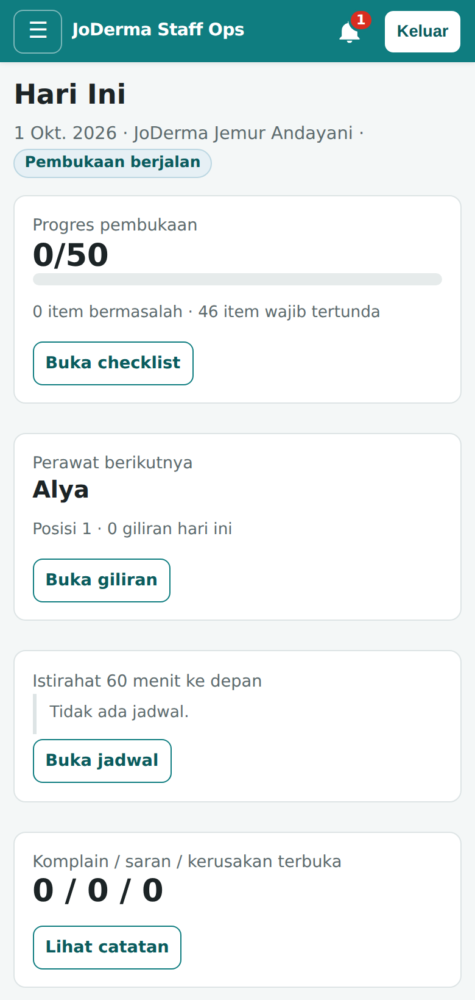 ☰ JoDerma Staff Ops 1 Keluar
Hari Ini
1 Okt. 2026 · JoDerma Jemur Andayani ·
Pembukaan berjalan
Progres pembukaan
0/50
0 item bermasalah · 46 item wajib tertunda
Buka checklist
Perawat berikutnya
Alya
Posisi 1 · 0 giliran hari ini
Buka giliran
Istirahat 60 menit ke depan
Tidak ada jadwal.
Buka jadwal
Komplain / saran / kerusakan terbuka
0 / 0 / 0
Lihat catatan